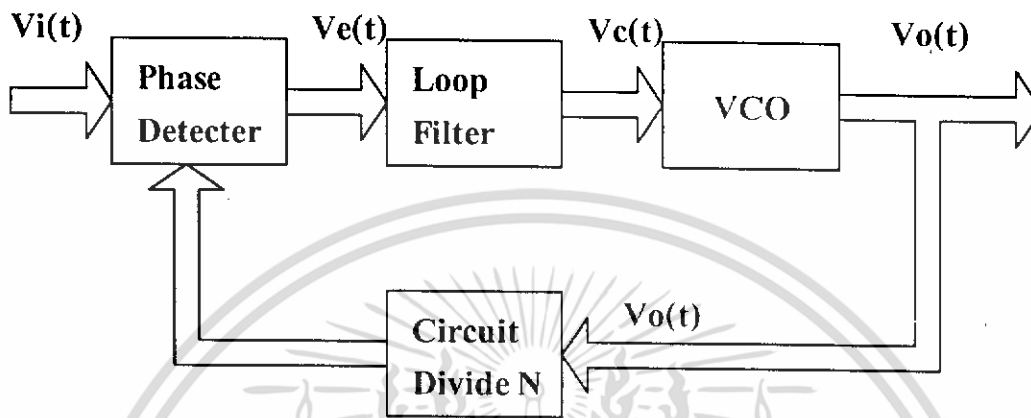 Vi(t)
Ve(t)
Vc(t)
Vo(t)
Phase
Detecter
Loop
Filter
VCO
Circuit
Divide N
Vo(t)